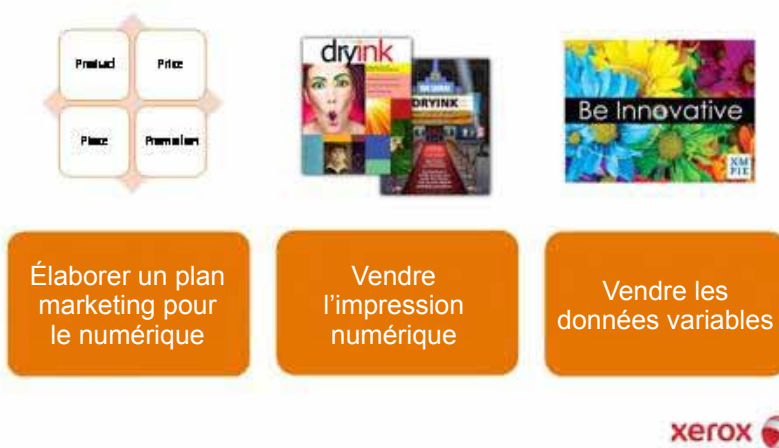 Product
Price
Place
Promotion
dryink
DRYINK
Be Innovative
XM
PIE
Élaborer un plan
marketing pour
le numérique
Vendre
l’impression
numérique
Vendre les
données variables
xerox